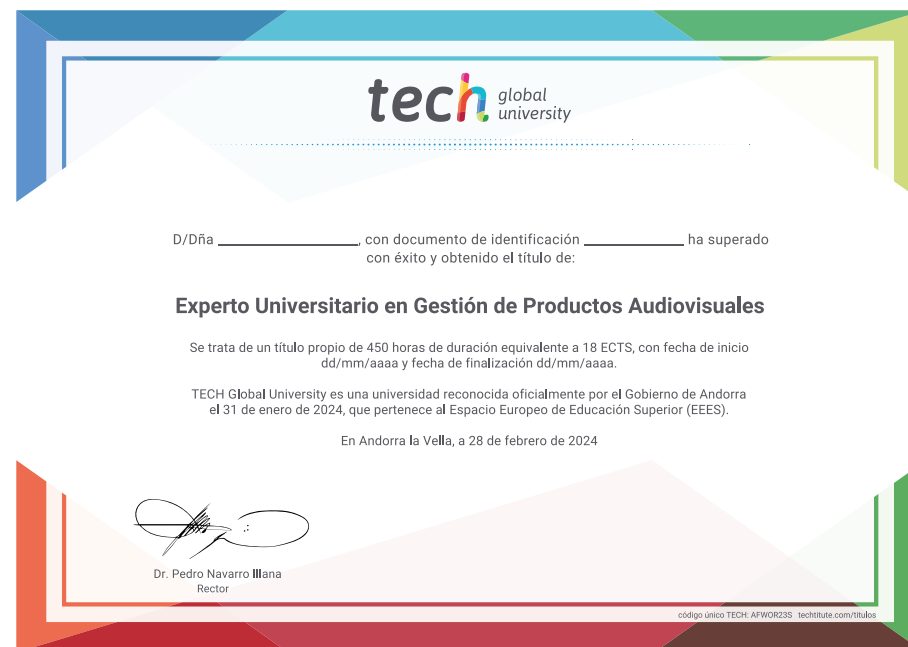 tech global university
D/Dña ______________, con documento de identificación __________ ha superado
con éxito y obtenido el título de:
Experto Universitario en Gestión de Productos Audiovisuales
Se trata de un título propio de 450 horas de duración equivalente a 18 ECTS, con fecha de inicio
dd/mm/aaaa y fecha de finalización dd/mm/aaaa.
TECH Global University es una universidad reconocida oficialmente por el Gobierno de Andorra
el 31 de enero de 2024, que pertenece al Espacio Europeo de Educación Superior (EEES).
En Andorra la Vella, a 28 de febrero de 2024
Dr. Pedro Navarro Illana
Rector
código único TECH: AFWOR23S techtitute.com/titulos